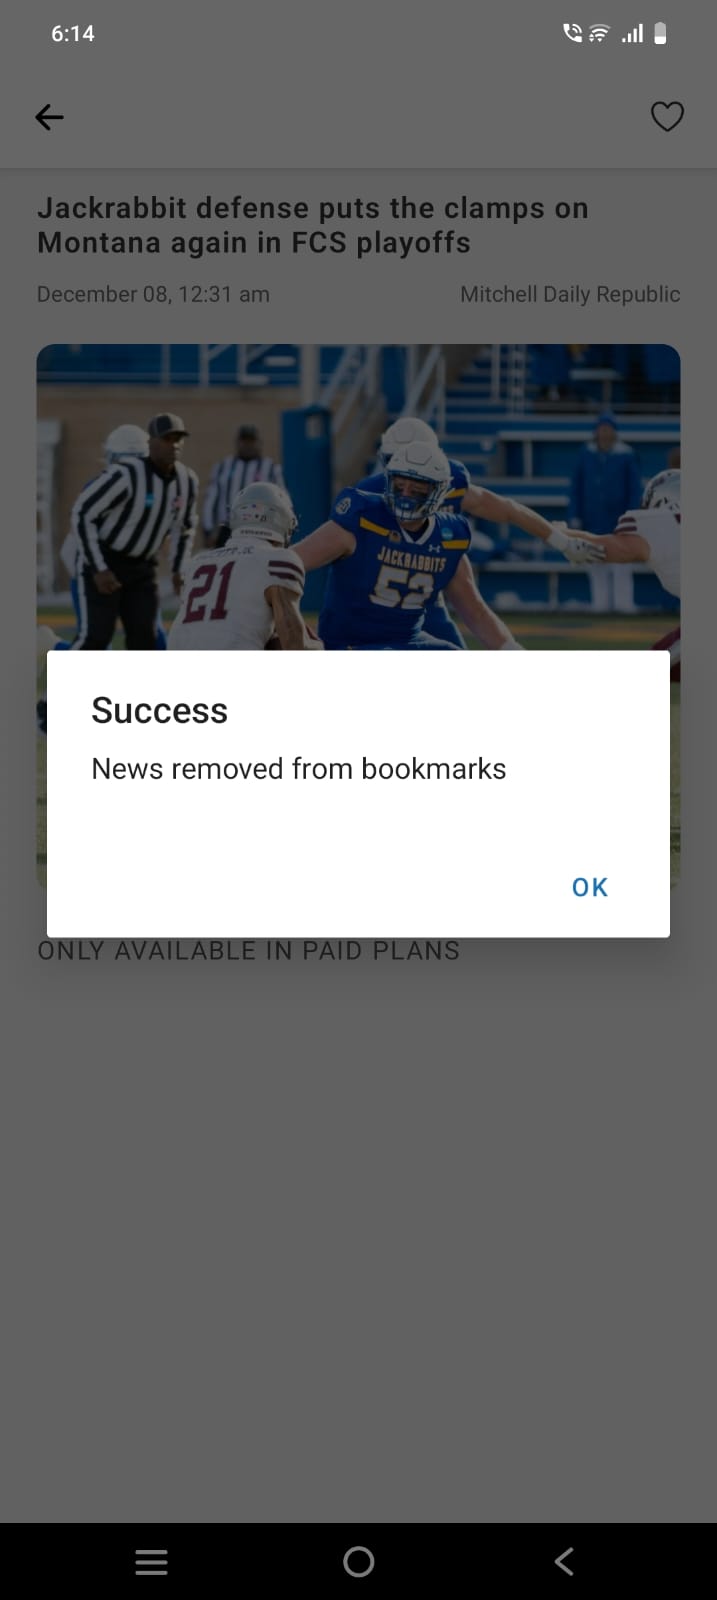 6:14
Jackrabbit defense puts the clamps on
Montana again in FCS playoffs
December 08, 12:31 am
Mitchell Daily Republic
21
JACKRABBITS
52
Success
News removed from bookmarks
OK
ONLY AVAILABLE IN PAID PLANS